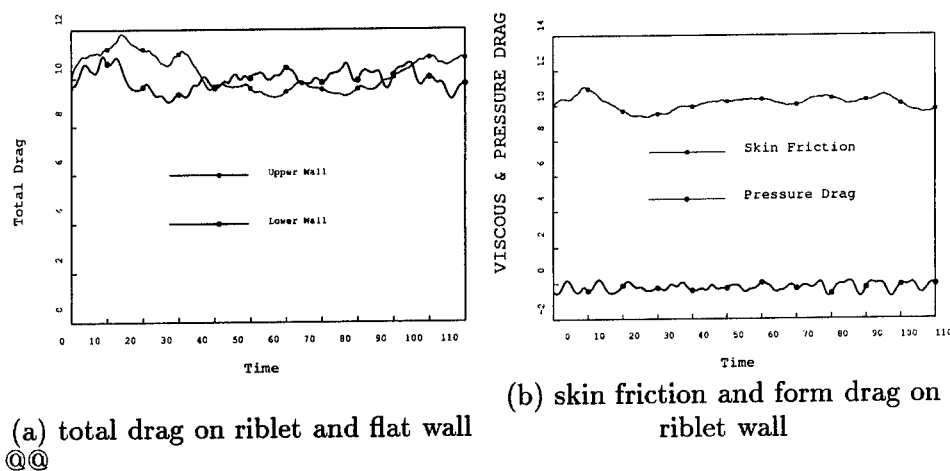 12
10
8
6
4
2
0
Total Drag
Upper Wall
Lower Wall
0 10 20 30 40 50 60 70 80 90 100 110
Time
(a) total drag on riblet and flat wall
@@
14
12
10
8
6
4
2
0
-2
VISCOUS & PRESSURE DRAG
Skin Friction
Pressure Drag
0 10 20 30 40 50 60 70 80 90 100 110
Time
(b) skin friction and form drag on
riblet wall